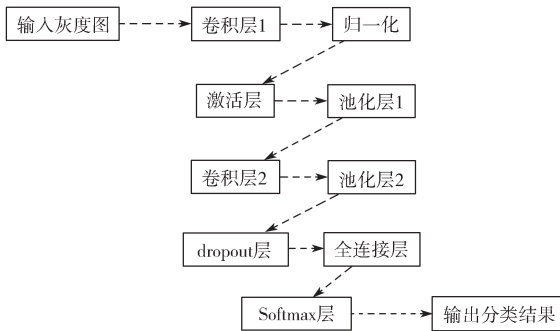 输入灰度图
卷积层1
归一化
激活层
池化层1
卷积层2
池化层2
dropout层
全连接层
Softmax层
输出分类结果